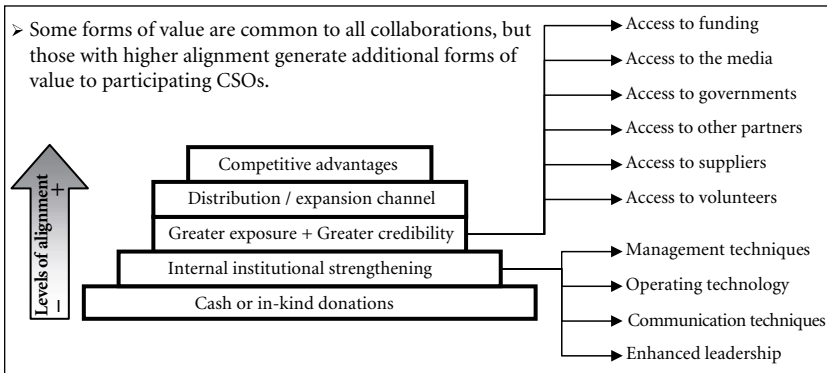 ➢ Some forms of value are common to all collaborations, but
those with higher alignment generate additional forms of
value to participating CSOs.
Access to funding
Access to the media
Access to governments
Access to other partners
Access to suppliers
Access to volunteers
Levels of alignment
+
–
Competitive advantages
Distribution / expansion channel
Greater exposure + Greater credibility
Internal institutional strengthening
Cash or in-kind donations
Management techniques
Operating technology
Communication techniques
Enhanced leadership